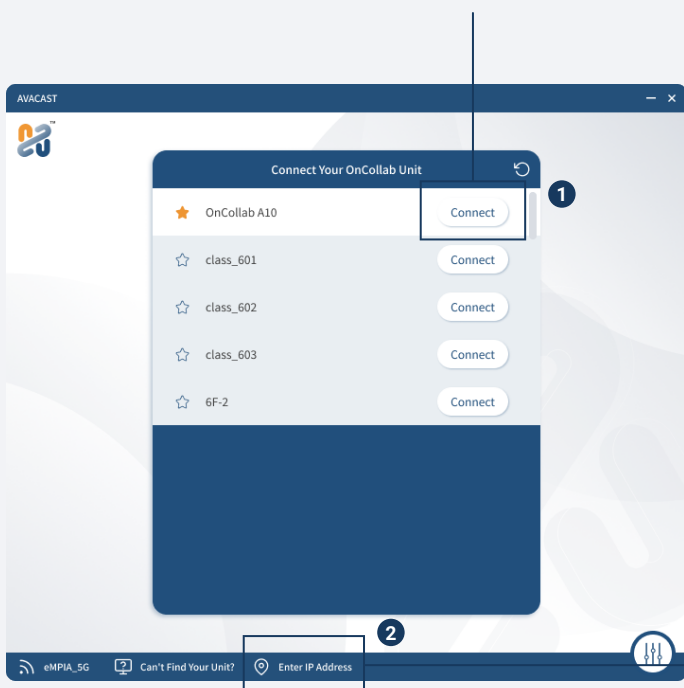 AVACAST
Connect Your OnCollab Unit
OnCollab A10 Connect
1
class_601 Connect
class_602 Connect
class_603 Connect
6F-2 Connect
2
eMPIA_5G Can't Find Your Unit? Enter IP Address